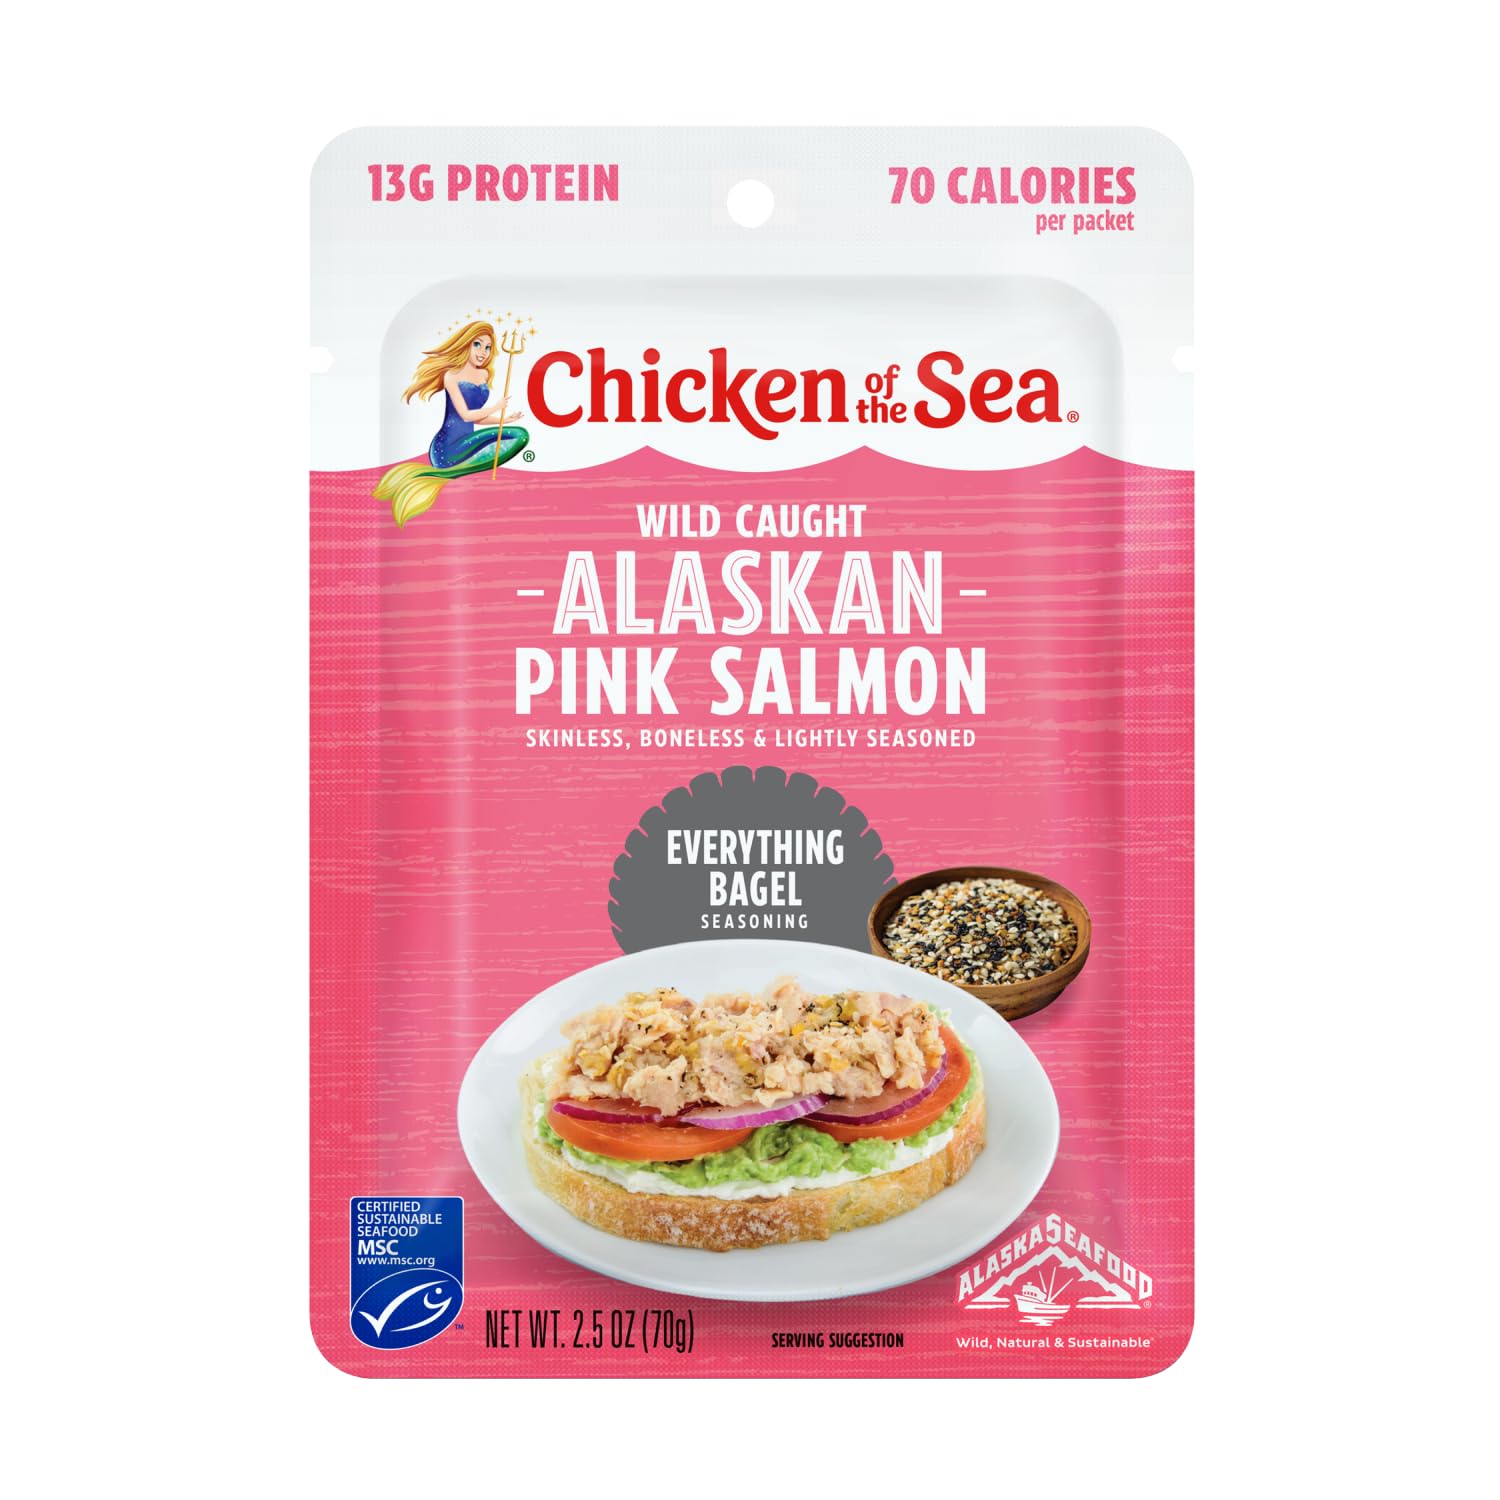 13G PROTEIN
70 CALORIES
per packet
Chicken of the Sea®
®
WILD CAUGHT
-ALASKAN-
PINK SALMON
SKINLESS, BONELESS & LIGHTLY SEASONED
EVERYTHING
BAGEL
SEASONING
CERTIFIED
SUSTAINABLE
SEAFOOD
MSC
www.msc.org
TM
NET WT. 2.5 OZ (70g)
SERVING SUGGESTION
ALASKA SEAFOOD
®
Wild, Natural & Sustainable®